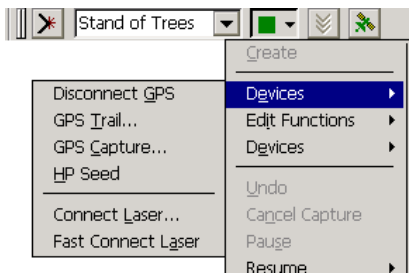 Stand of Trees
Create
Devices
Edit Functions
Devices
Undo
Cancel Capture
Pause
Resume
Disconnect GPS
GPS Trail...
GPS Capture...
HP Seed
Connect Laser...
Fast Connect Laser